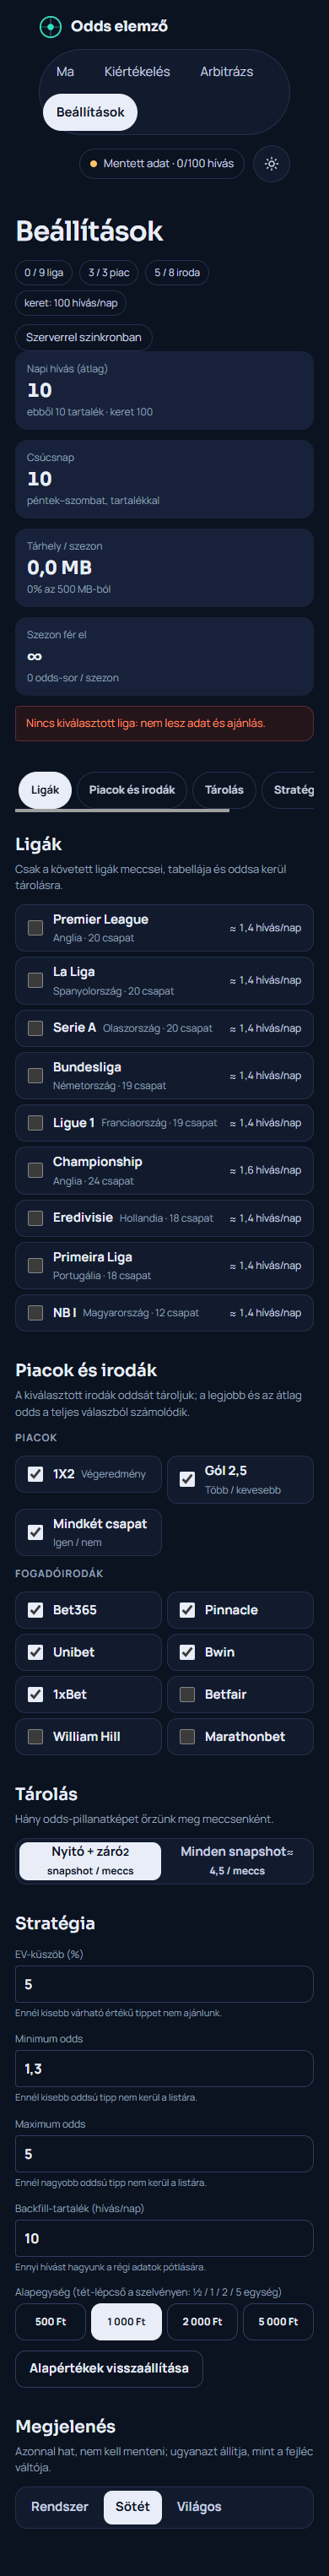 Odds elemző
Ma
Kiértékelés
Arbitrázs
Beállítások
Mentett adat · 0/100 hívás
Beállítások
0 / 9 liga
3 / 3 piac
5 / 8 iroda
keret: 100 hívás/nap
Szerverrel szinkronban
Napi hívás (átlag)
10
ebből 10 tartalék · keret 100
Csúcsnap
10
péntek–szombat, tartalékkal
Tárhely / szezon
0,0 MB
0% az 500 MB-ból
Szezon fér el
∞
0 odds-sor / szezon
Nincs kiválasztott liga: nem lesz adat és ajánlás.
Ligák
Piacok és irodák
Tárolás
Stratég
Ligák
Csak a követett ligák meccsei, tabellája és oddsa kerül
tárolásra.
Premier League
Anglia · 20 csapat
≈ 1,4 hívás/nap
La Liga
Spanyolország · 20 csapat
≈ 1,4 hívás/nap
Serie A Olaszország · 20 csapat
≈ 1,4 hívás/nap
Bundesliga
Németország · 19 csapat
≈ 1,4 hívás/nap
Ligue 1 Franciaország · 19 csapat
≈ 1,4 hívás/nap
Championship
Anglia · 24 csapat
≈ 1,6 hívás/nap
Eredivisie Hollandia · 18 csapat
≈ 1,4 hívás/nap
Primeira Liga
Portugália · 18 csapat
≈ 1,4 hívás/nap
NB I Magyarország · 12 csapat
≈ 1,4 hívás/nap
Piacok és irodák
A kiválasztott irodák oddsát tároljuk; a legjobb és az átlag
odds a teljes válaszból számolódik.
PIACOK
1X2 Végeredmény
Gól 2,5
Több / kevesebb
Mindkét csapat
Igen / nem
FOGADÓIRODÁK
Bet365
Pinnacle
Unibet
Bwin
1xBet
Betfair
William Hill
Marathonbet
Tárolás
Hány odds-pillanatképet őrzünk meg meccsenként.
Nyitó + záró2
snapshot / meccs
Minden snapshot≈
4,5 / meccs
Stratégia
EV-küszöb (%)
5
Ennél kisebb várható értékű tippet nem ajánlunk.
Minimum odds
1,3
Ennél kisebb oddsú tipp nem kerül a listára.
Maximum odds
5
Ennél nagyobb oddsú tipp nem kerül a listára.
Backfill-tartalék (hívás/nap)
10
Ennyi hívást hagyunk a régi adatok pótlására.
Alapegység (tét-lépcső a szelvényen: ½ / 1 / 2 / 5 egység)
500 Ft
1 000 Ft
2 000 Ft
5 000 Ft
Alapértékek visszaállítása
Megjelenés
Azonnal hat, nem kell menteni; ugyanazt állítja, mint a fejléc
váltója.
Rendszer
Sötét
Világos